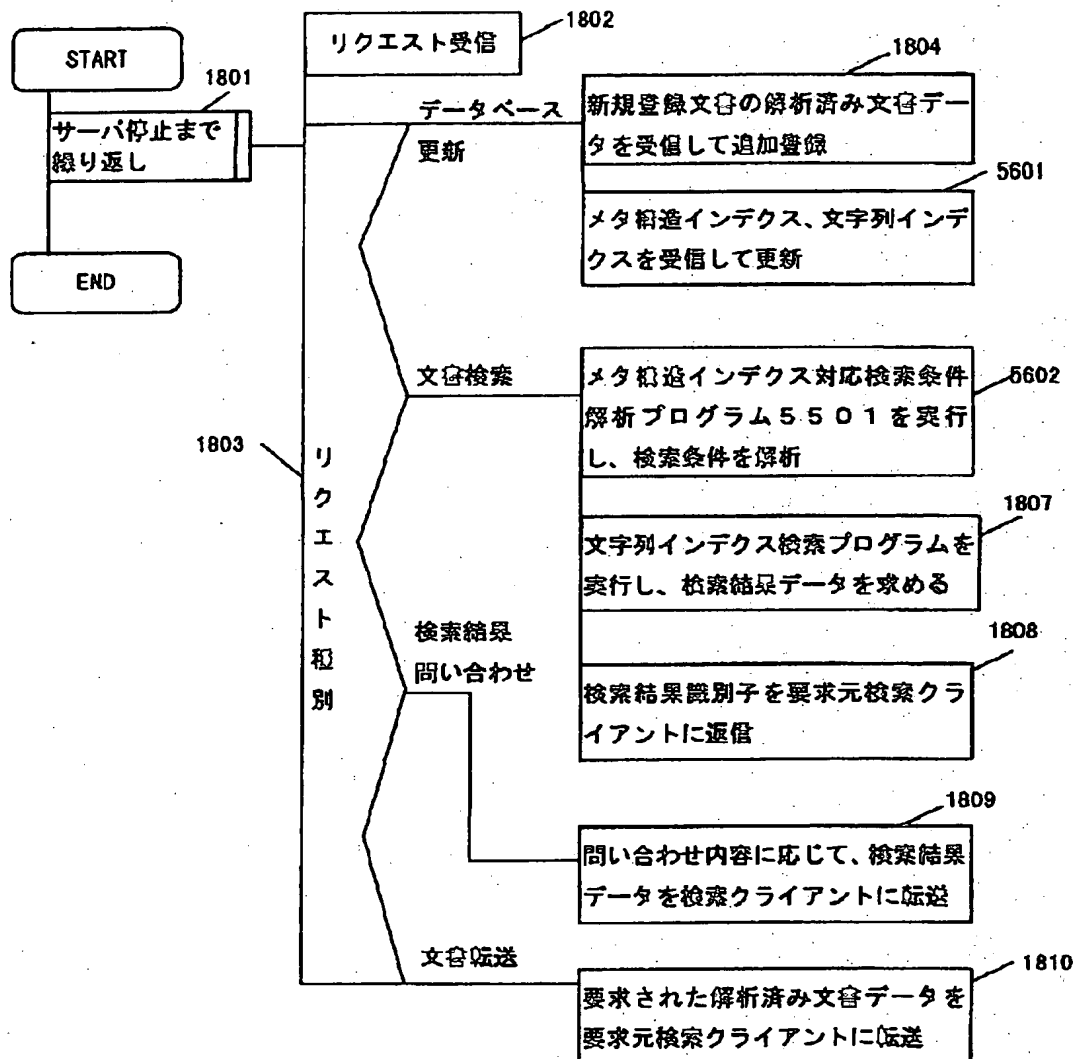 START
1801
サーバ停止まで
繰り返し
END
リクエスト受信
1802
1803
リクエスト種別
データベース
更新
1804
新規登録文書の解析済み文書デー
タを受信して追加登録
5601
メタ構造インデクス、文字列インデ
クスを受信して更新
文書検索
メタ構造インデクス対応検索条件
解析プログラム5501を実行
し、検索条件を解析
5602
1807
文字列インデクス検索プログラムを
実行し、検索結果データを求める
1808
検索結果識別子を要求元検索クラ
イアントに返信
検索結果
問い合わせ
1809
問い合わせ内容に応じて、検索結果
データを検索クライアントに転送
文書転送
1810
要求された解析済み文書データを
要求元検索クライアントに転送